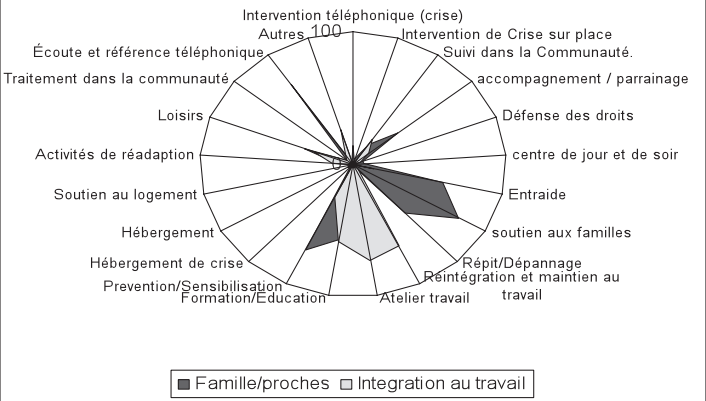 Intervention téléphonique (crise)
Autres 100 Intervention de Crise sur place
Écoute et référence téléphonique Suivi dans la Communauté.
Traitement dans la communauté accompagnement / parrainage
Loisirs Défense des droits
Activités de réadaption 0 centre de jour et de soir
Soutien au logement Entraide
Hébergement soutien aux familles
Hébergement de crise Répit/Dépannage
Prevention/Sensibilisation Reintégration et maintien au
travail
Formation/Education Atelier travail
Famille/proches Integration au travail